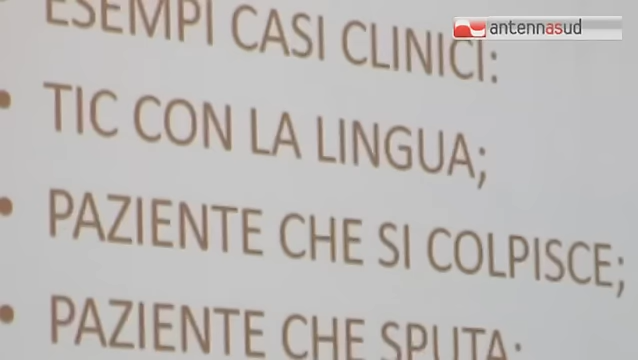 antennasud
ESEMPI CASI CLINICI:
• TIC CON LA LINGUA;
• PAZIENTE CHE SI COLPISCE;
• PAZIENTE CHE SPUTA;